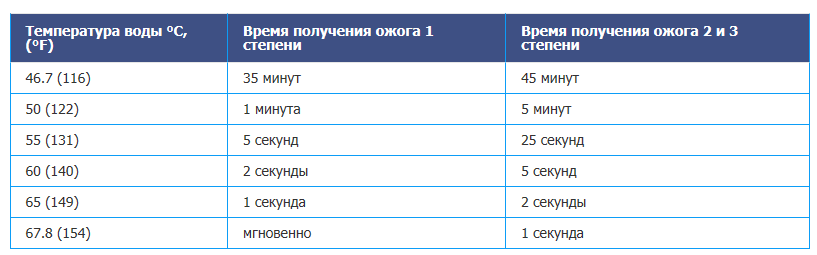 Температура воды °C, (°F) Время получения ожога 1 степени Время получения ожога 2 и 3 степени
46.7 (116) 35 минут 45 минут
50 (122) 1 минута 5 минут
55 (131) 5 секунд 25 секунд
60 (140) 2 секунды 5 секунд
65 (149) 1 секунда 2 секунды
67.8 (154) мгновенно 1 секунда